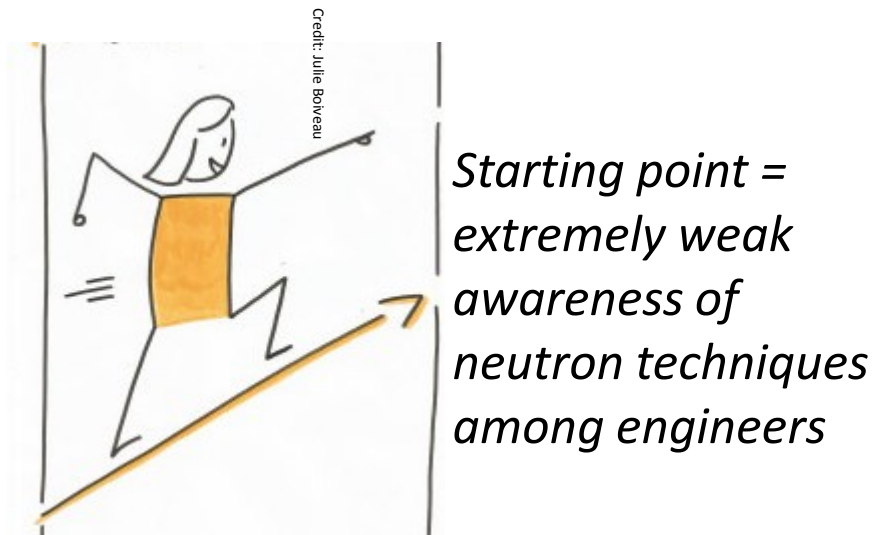 Credit: Julie Boiveau
Starting point =
extremely weak
awareness of
neutron techniques
among engineers